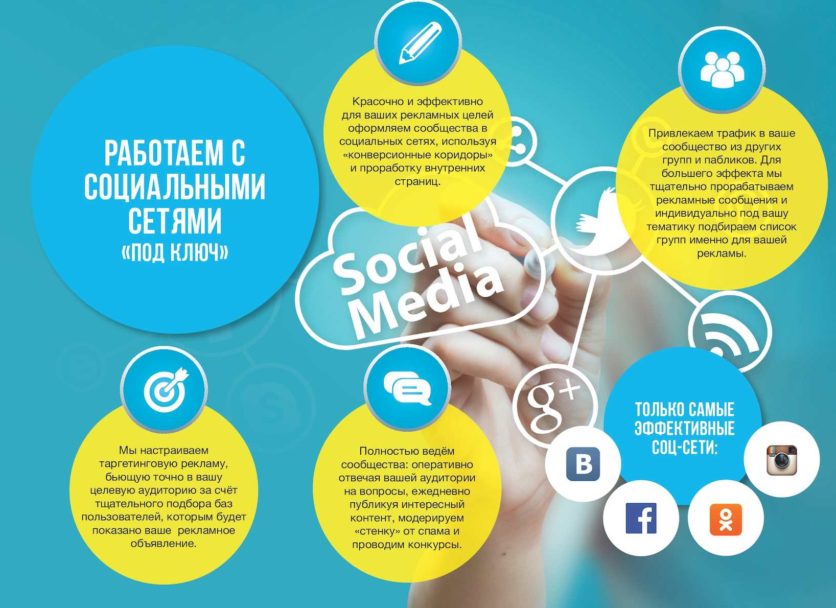 РАБОТАЕМ С
СОЦИАЛЬНЫМИ
СЕТЯМИ
«ПОД КЛЮЧ»
Красочно и эффективно
для ваших рекламных целей
оформляем сообщества в
социальных сетях, используя
«конверсионные коридоры»
и проработку внутренних
страниц.
Привлекаем трафик в ваше
сообщество из других
групп и пабликов. Для
большего эффекта мы
тщательно прорабатываем
рекламные сообщения и
индивидуально под вашу
тематику подбираем список
групп именно для вашей
рекламы.
Social
Media
g+
Мы настраиваем
таргетинговую рекламу,
бьющую точно в вашу
целевую аудиторию за счёт
тщательного подбора баз
пользователей, которым будет
показано ваше рекламное
объявление.
Полностью ведём
сообщества: оперативно
отвечая вашей аудитории
на вопросы, ежедневно
публикуя интересный
контент, модерируем
«стенку» от спама и
проводим конкурсы.
ТОЛЬКО САМЫЕ
ЭФФЕКТИВНЫЕ
СОЦ-СЕТИ:
В
f